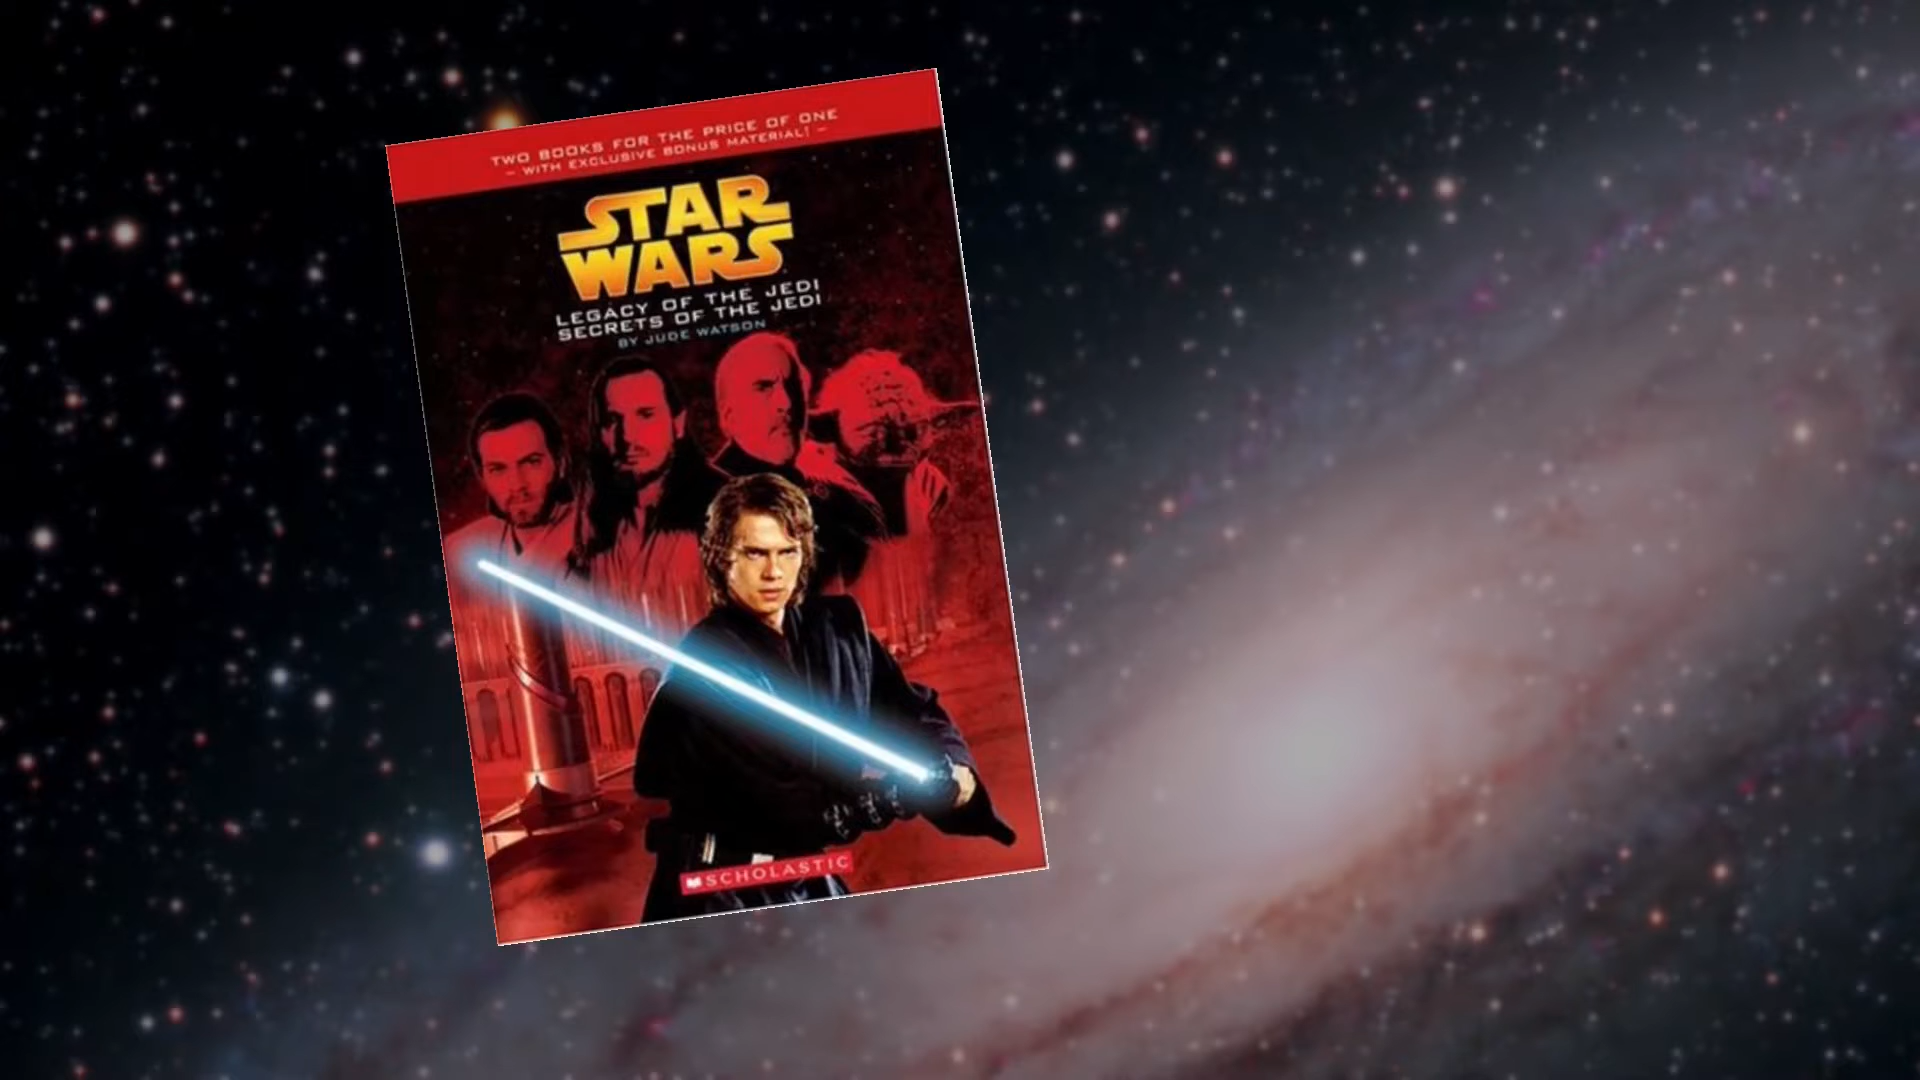 TWO BOOKS FOR THE PRICE OF ONE
– WITH EXCLUSIVE BONUS MATERIAL! –
STAR
WARS
LEGACY OF THE JEDI
SECRETS OF THE JEDI
BY JUDE WATSON
SCHOLASTIC